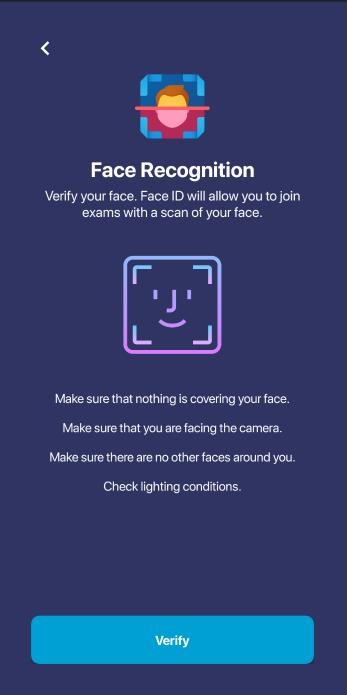 Face Recognition
Verify your face. Face ID will allow you to join
exams with a scan of your face.
Make sure that nothing is covering your face.
Make sure that you are facing the camera.
Make sure there are no other faces around you.
Check lighting conditions.
Verify